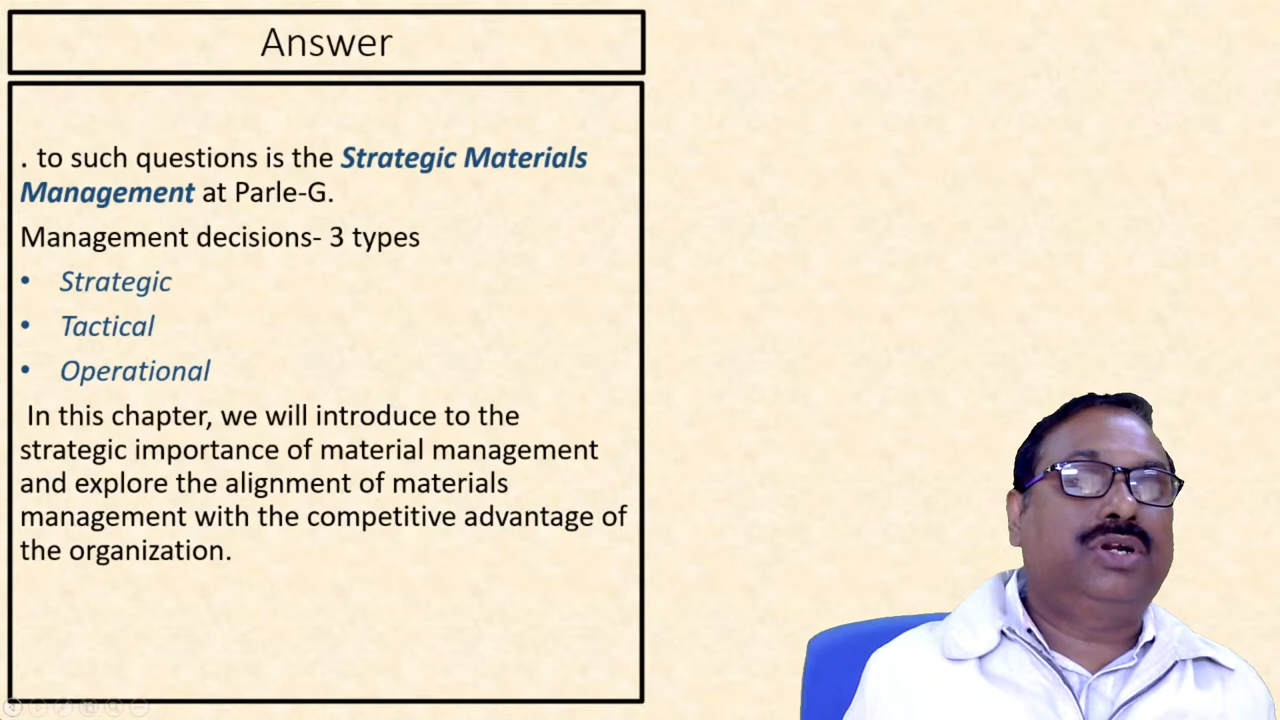 Answer
. to such questions is the Strategic Materials
Management at Parle-G.
Management decisions- 3 types
• Strategic
• Tactical
• Operational
In this chapter, we will introduce to the
strategic importance of material management
and explore the alignment of materials
management with the competitive advantage of
the organization.